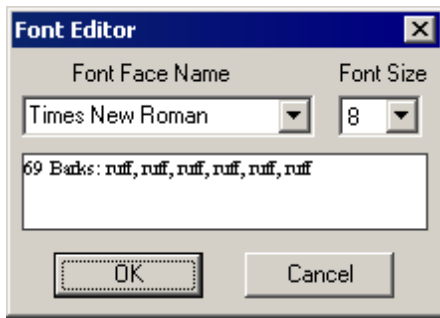 Font Editor
Font Face Name Font Size
Times New Roman 8
69 Barks: ruff, ruff, ruff, ruff, ruff, ruff
OK Cancel